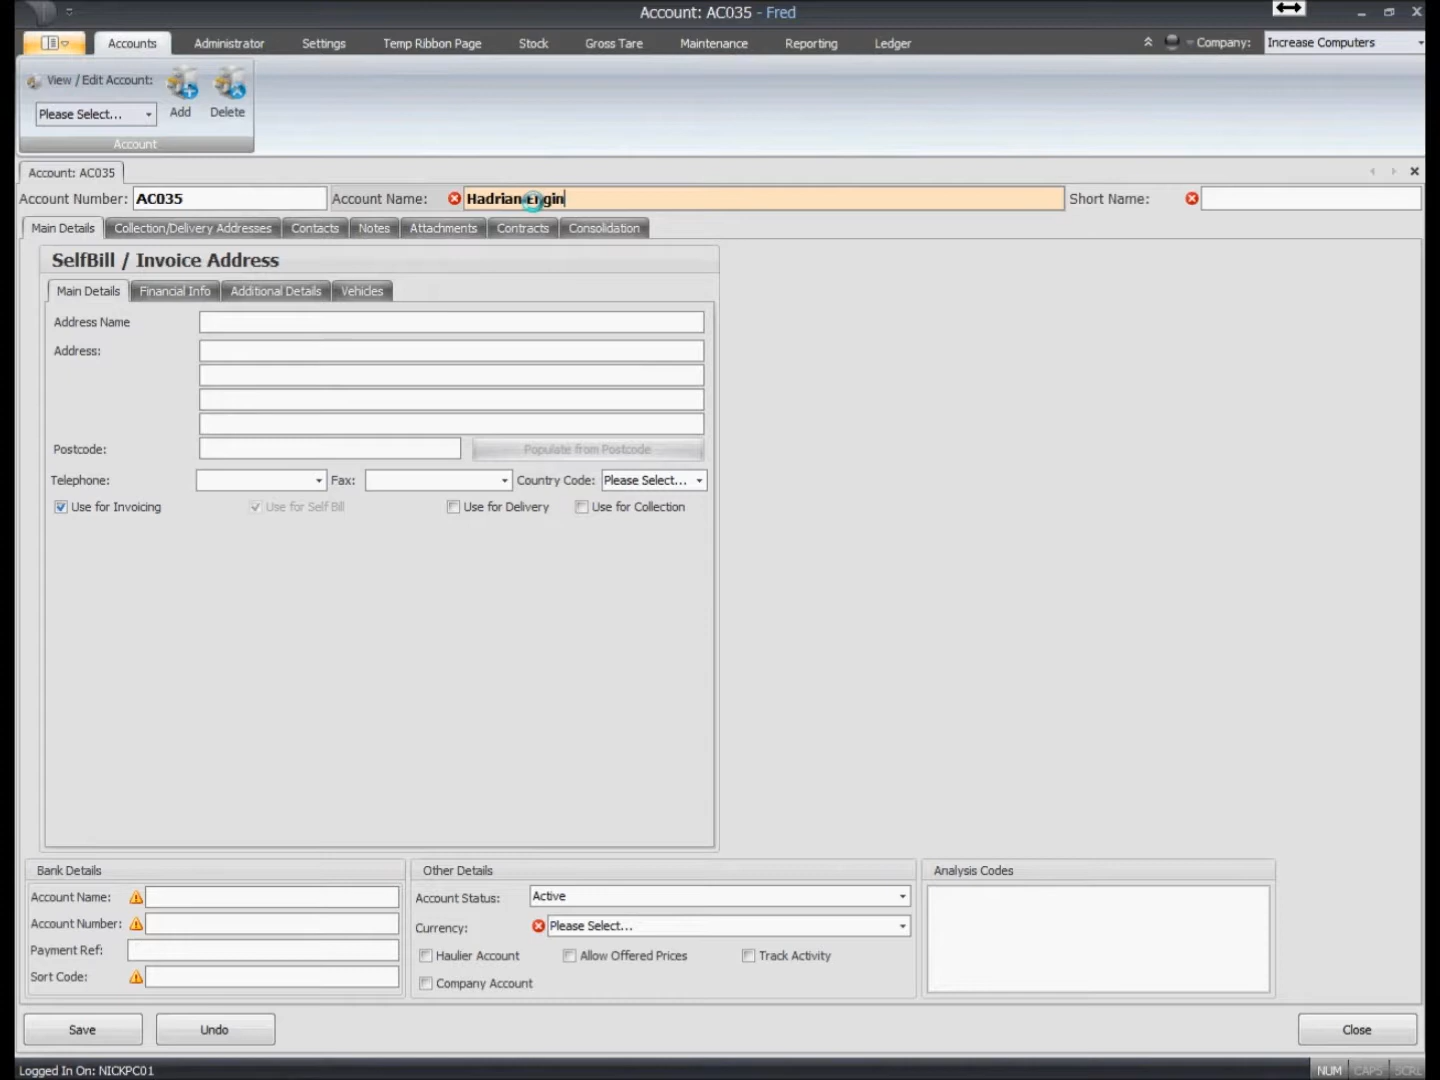 Account: AC035 - Fred
Accounts Administrator Settings Temp Ribbon Page Stock Gross Tare Maintenance Reporting Ledger Company: Increase Computers
View / Edit Account:
Please Select... Add Delete
Account
Account: AC035
Account Number: AC035 Account Name: Hadrian Engin Short Name:
Main Details Collection/Delivery Addresses Contacts Notes Attachments Contracts Consolidation
SelfBill / Invoice Address
Main Details Financial Info Additional Details Vehicles
Address Name
Address:
Postcode: Populate from Postcode
Telephone: Fax: Country Code: Please Select...
Use for Invoicing Use for Self Bill Use for Delivery Use for Collection
Bank Details Other Details Analysis Codes
Account Name: Account Status: Active
Account Number: Currency: Please Select...
Payment Ref: Haulier Account Allow Offered Prices Track Activity
Sort Code: Company Account
Save Undo Close
Logged In On: NICKPC01 NUM CAPS SCRL